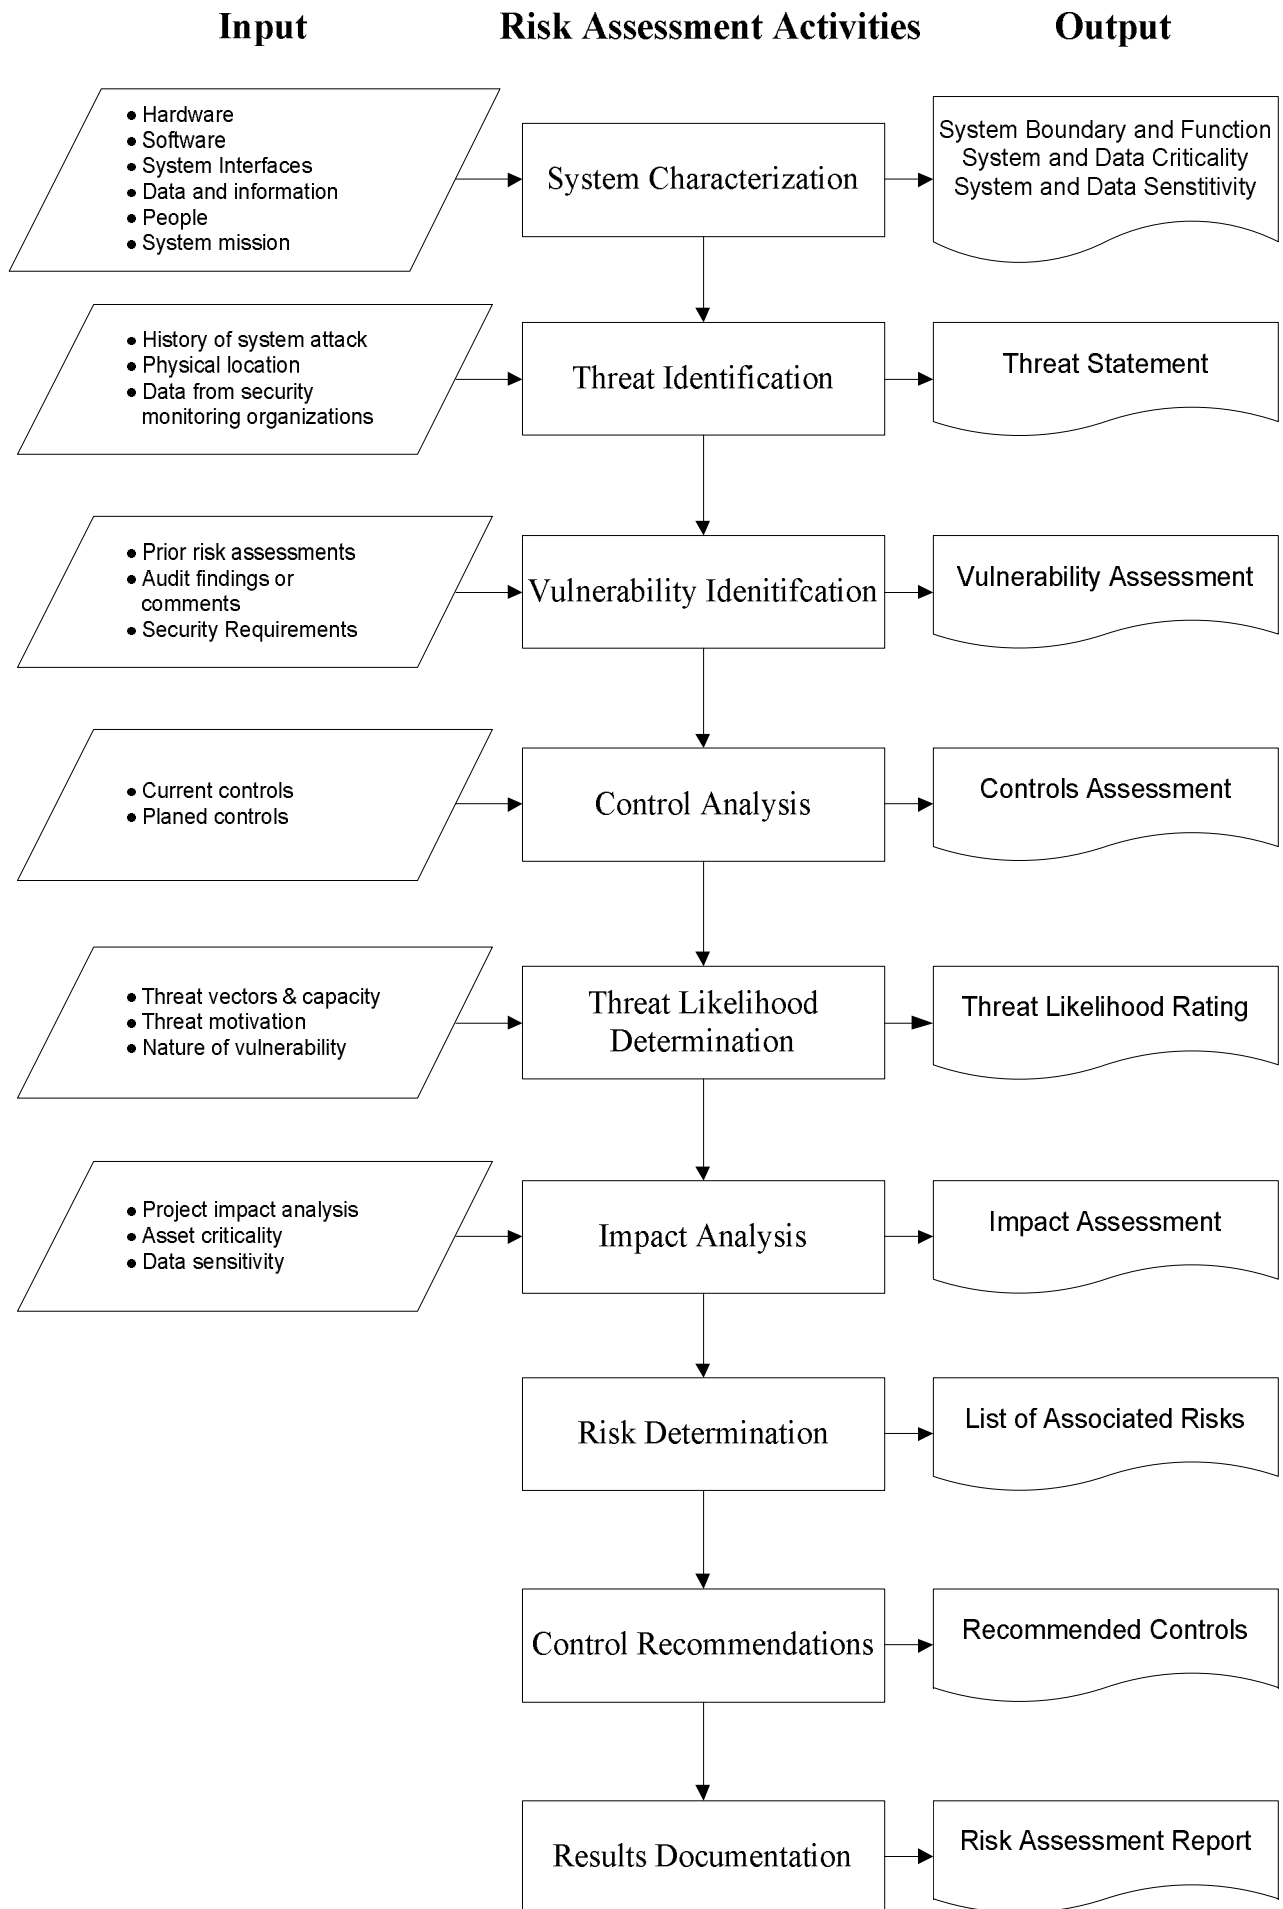 Input Risk Assessment Activities Output
● Hardware
● Software
● System Interfaces
● Data and information
● People
● System mission
System Characterization
System Boundary and Function
System and Data Criticality
System and Data Senstitivity
● History of system attack
● Physical location
● Data from security
monitoring organizations
Threat Identification
Threat Statement
● Prior risk assessments
● Audit findings or
comments
● Security Requirements
Vulnerability Idenitifcation
Vulnerability Assessment
● Current controls
● Planed controls
Control Analysis
Controls Assessment
● Threat vectors & capacity
● Threat motivation
● Nature of vulnerability
Threat Likelihood
Determination
Threat Likelihood Rating
● Project impact analysis
● Asset criticality
● Data sensitivity
Impact Analysis
Impact Assessment
Risk Determination
List of Associated Risks
Control Recommendations
Recommended Controls
Results Documentation
Risk Assessment Report